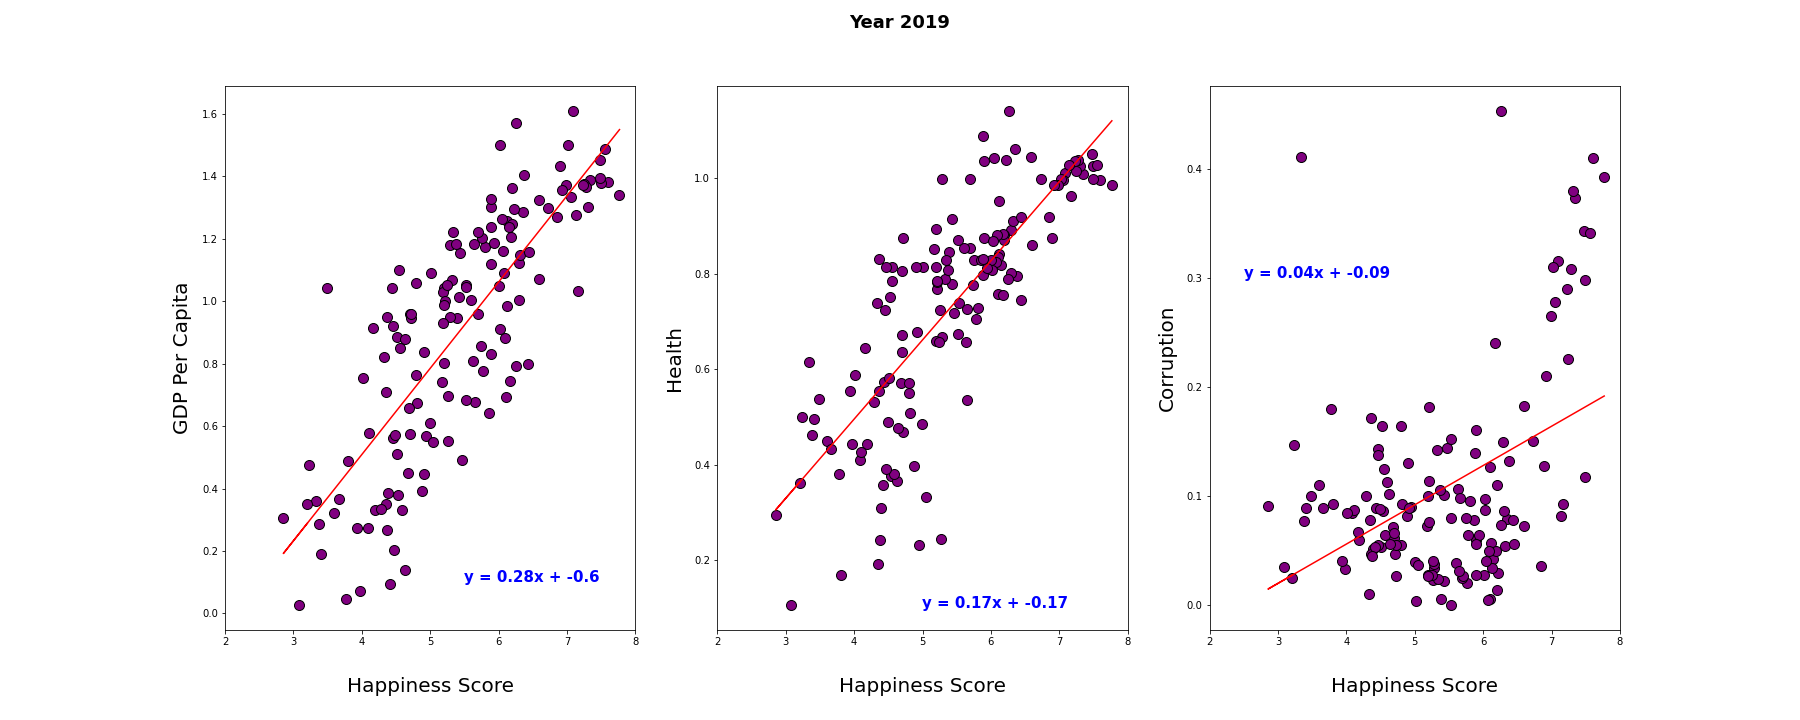 Year 2019
GDP Per Capita
1.6
1.4
1.2
1.0
0.8
0.6
0.4
0.2
0.0
y = 0.28x + -0.6
2 3 4 5 6 7 8
Happiness Score
Health
1.0
0.8
0.6
0.4
0.2
y = 0.17x + -0.17
2 3 4 5 6 7 8
Happiness Score
Corruption
0.4
0.3
0.2
0.1
0.0
y = 0.04x + -0.09
2 3 4 5 6 7 8
Happiness Score